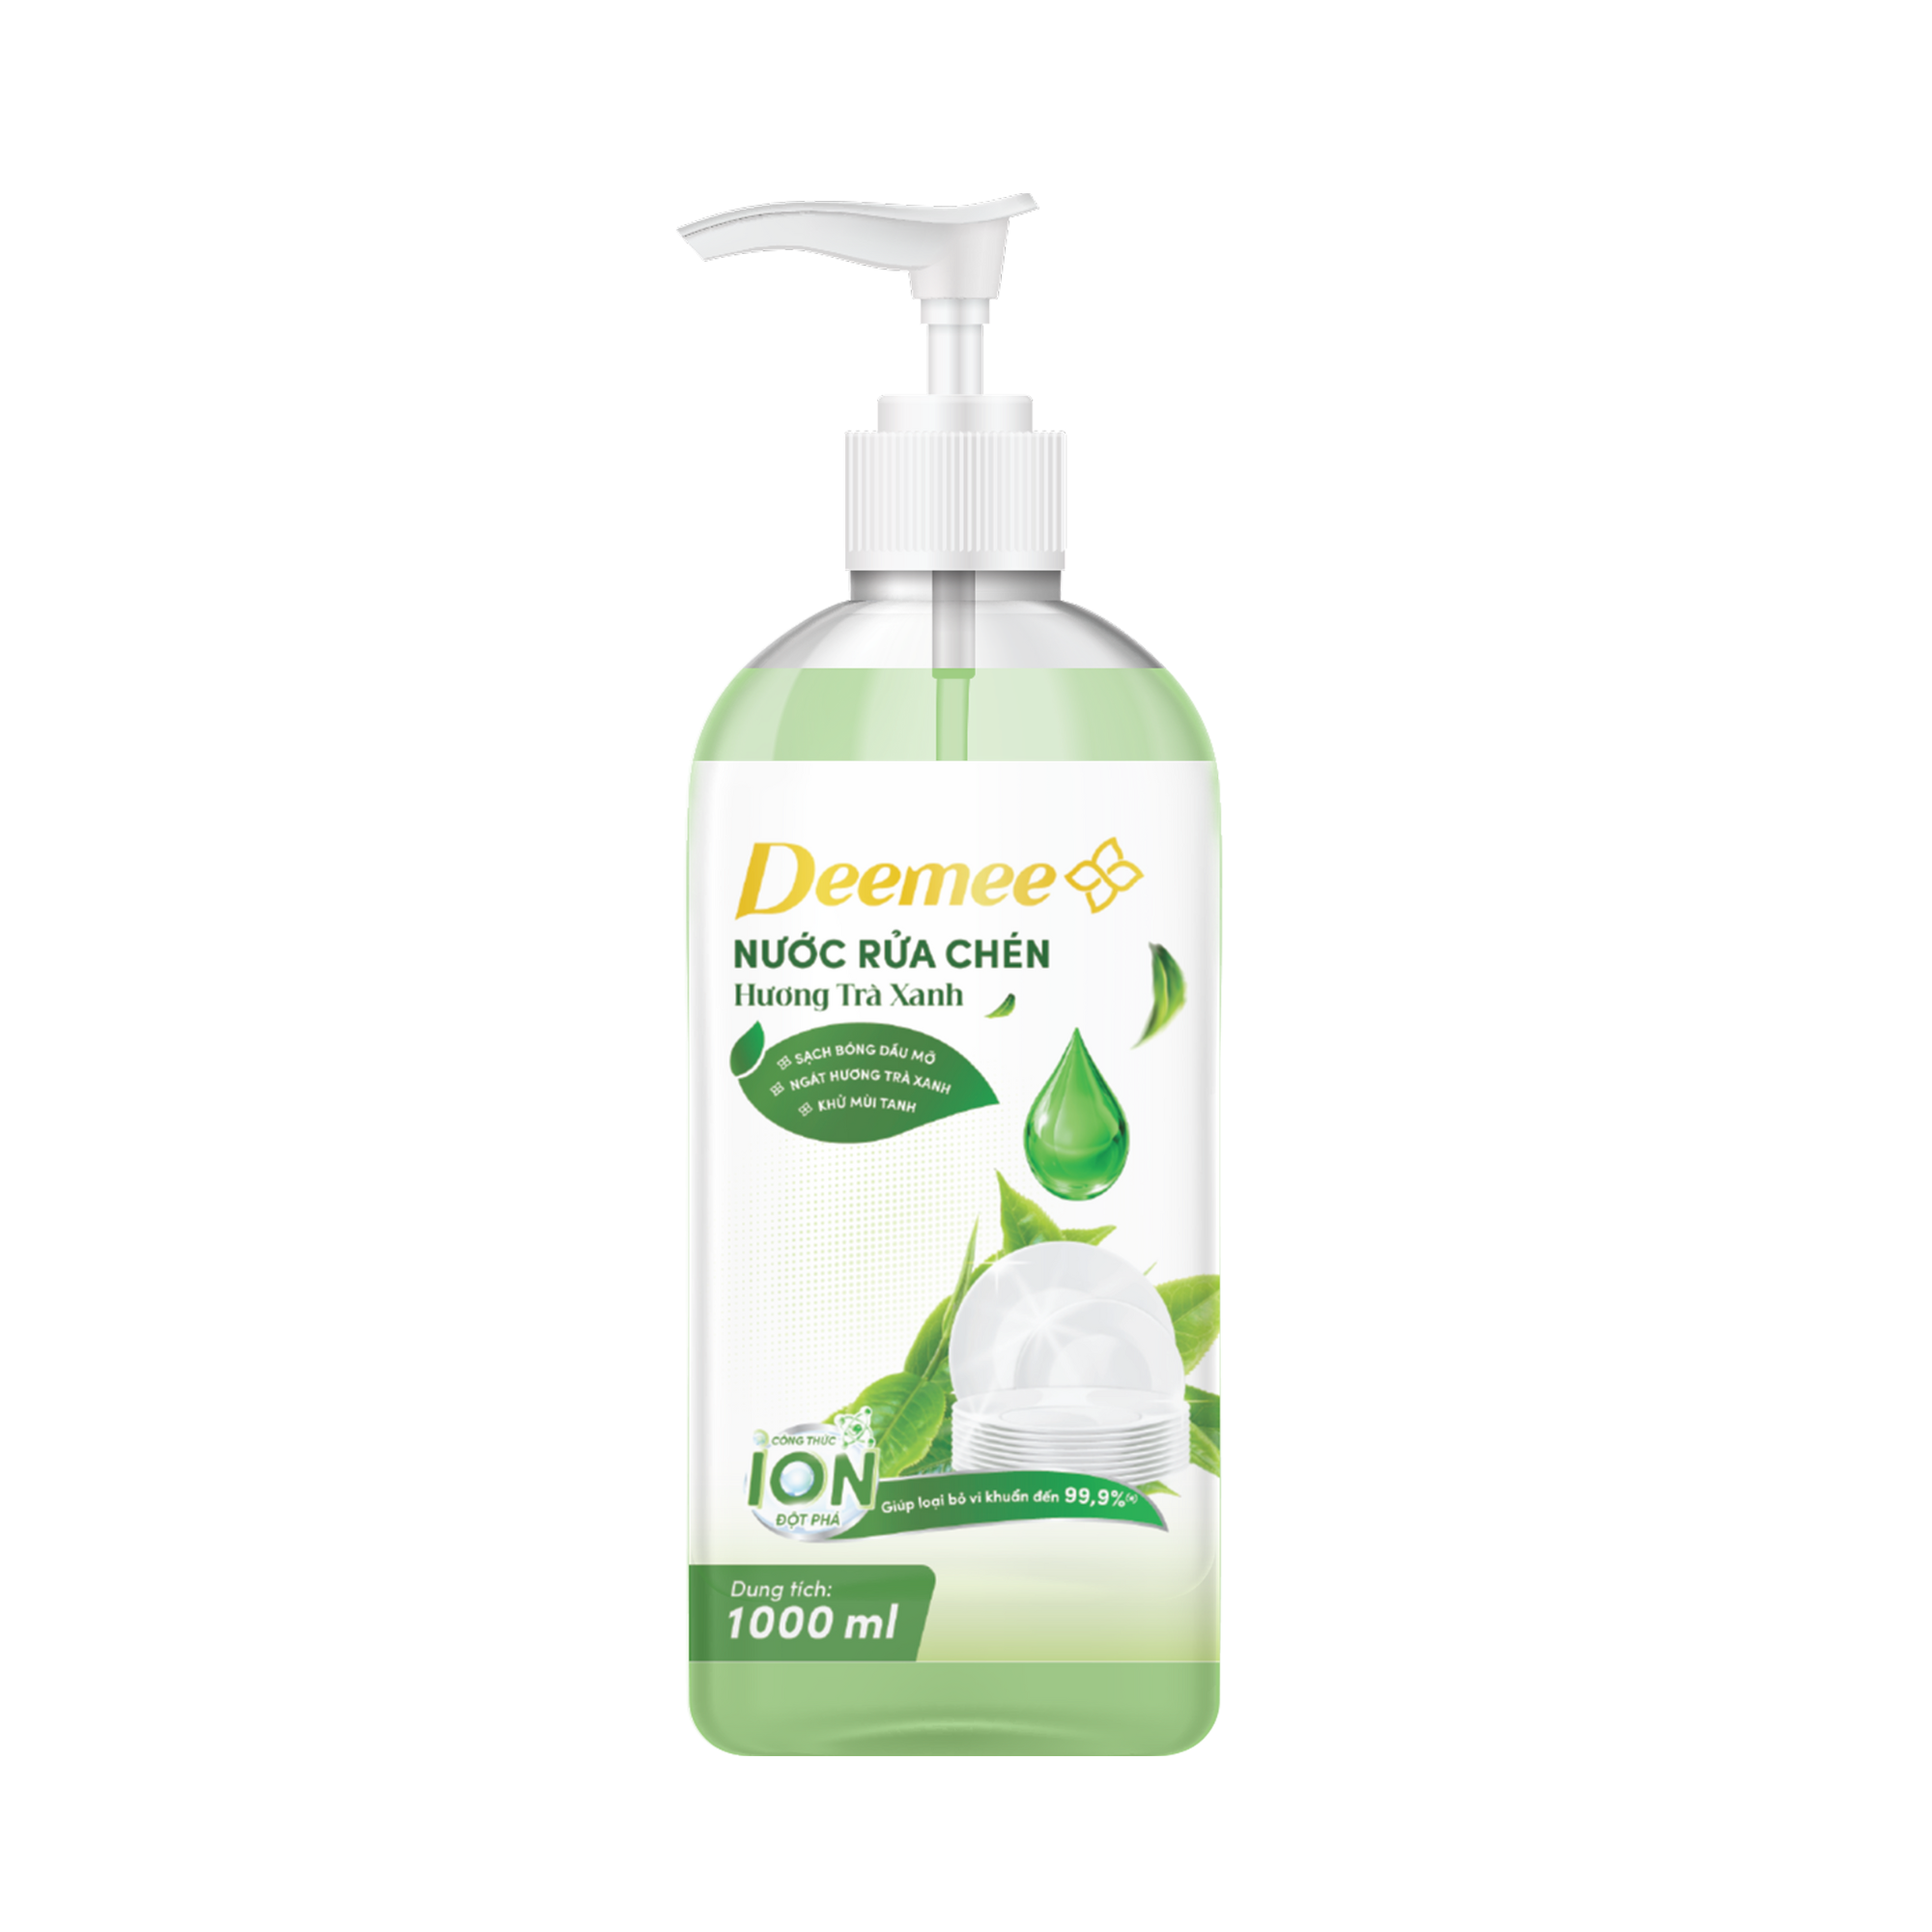 Deemee
NƯỚC RỬA CHÉN
Hương Trà Xanh
SẠCH BÓNG DẦU MỠ
NGÁT HƯƠNG TRÀ XANH
KHỬ MÙI TANH
CÔNG THỨC
ION
ĐỘT PHÁ
Giúp loại bỏ vi khuẩn đến 99,9%(*)
Dung tích:
1000 ml